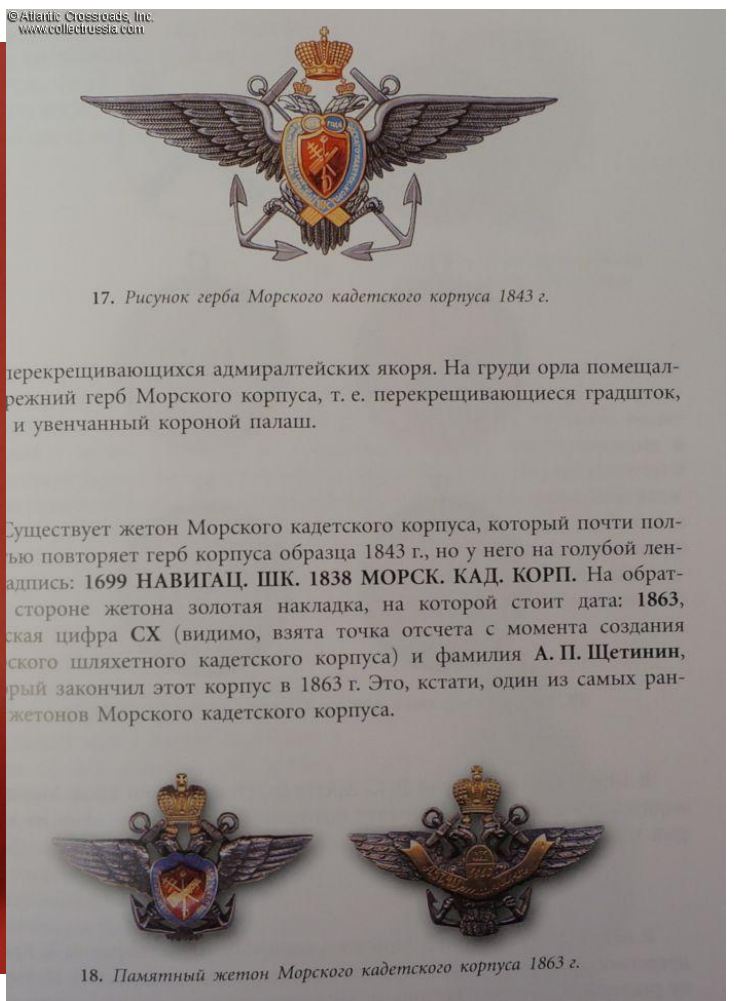 © Atlantic Crossroads, Inc.
www.collectrussia.com
17. Рисунок герба Морского кадетского корпуса 1843 г.
перекрещивающихся адмиралтейских якоря. На груди орла помещал-
режний герб Морского корпуса, т. е. перекрещивающиеся градшток,
и увенчанный короной палаш.
Существует жетон Морского кадетского корпуса, который почти пол-
тью повторяет герб корпуса образца 1843 г., но у него на голубой лен-
адпись: 1699 НАВИГАЦ. ШК. 1838 МОРСК. КАД. КОРП. На обрат-
стороне жетона золотая накладка, на которой стоит дата: 1863,
ская цифра CX (видимо, взята точка отсчета с момента создания
ского шляхетного кадетского корпуса) и фамилия А. П. Щетинин,
орый закончил этот корпус в 1863 г. Это, кстати, один из самых ран-
жетонов Морского кадетского корпуса.
18. Памятный жетон Морского кадетского корпуса 1863 г.